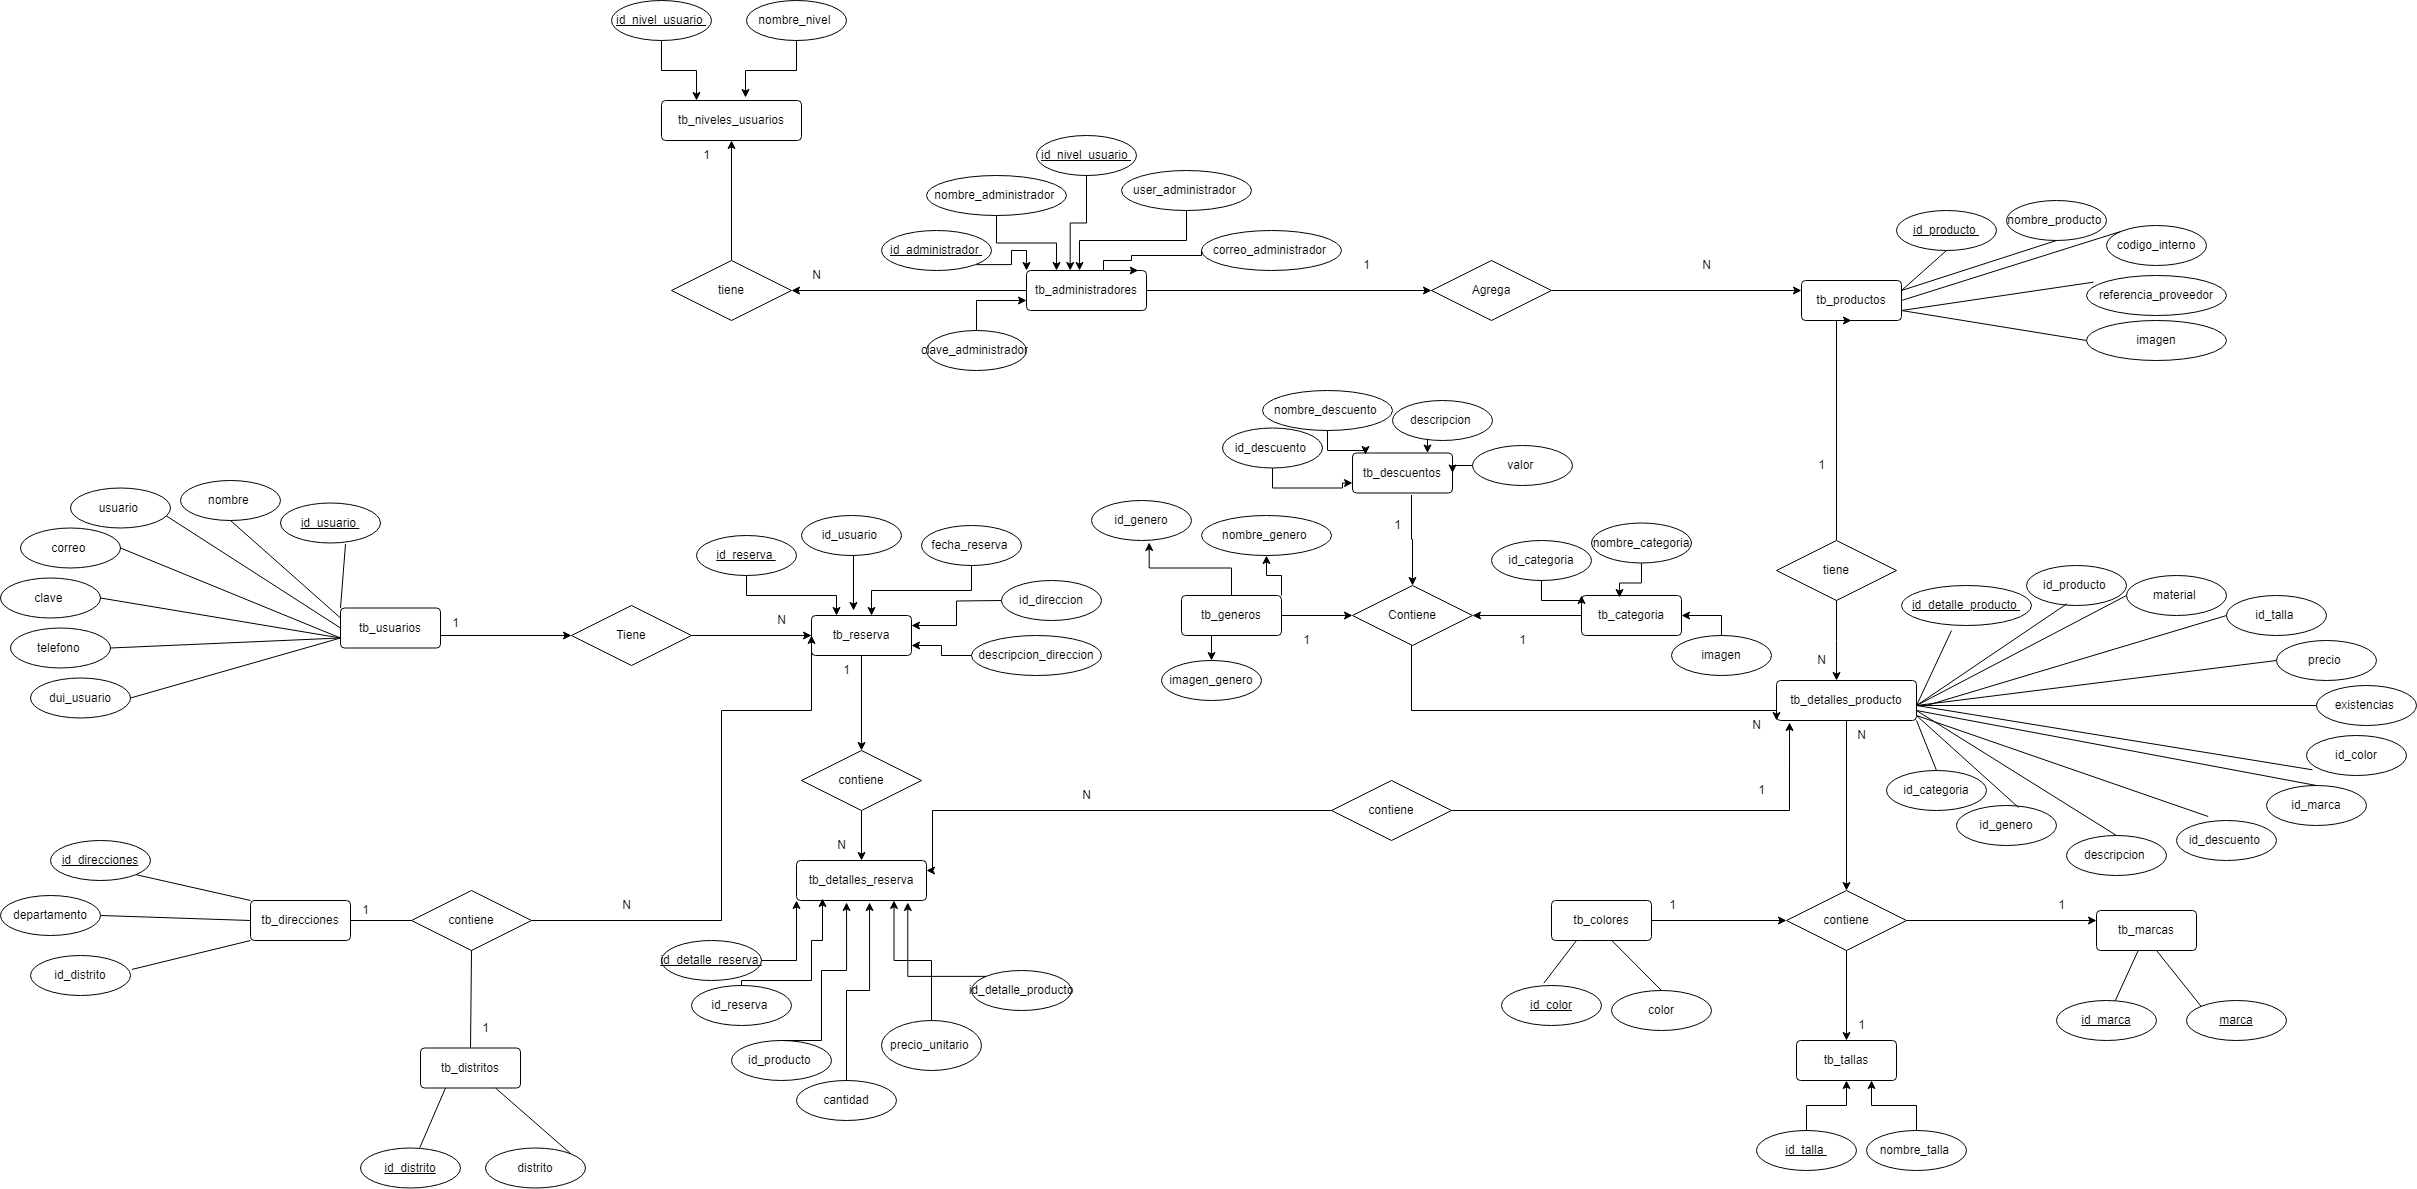 id_nivel_usuario
nombre_nivel
tb_niveles_usuarios
1
tiene
N
id_nivel_usuario
nombre_administrador
user_administrador
id_administrador
correo_administrador
tb_administradores
clave_administrador
1
Agrega
N
id_producto
nombre_producto
codigo_interno
referencia_proveedor
imagen
tb_productos
1
tiene
N
nombre_descuento
descripcion
id_descuento
valor
tb_descuentos
1
id_genero
nombre_genero
tb_generos
imagen_genero
1
Contiene
1
id_categoria
nombre_categoria
tb_categoria
imagen
N
usuario
nombre
id_usuario
correo
clave
telefono
dui_usuario
tb_usuarios
1
Tiene
N
id_reserva
id_usuario
fecha_reserva
id_direccion
descripcion_direccion
tb_reserva
1
contiene
N
id_detalle_producto
id_producto
material
id_talla
precio
existencias
id_color
id_marca
id_descuento
descripcion
id_genero
id_categoria
tb_detalles_producto
N
N
contiene
1
tb_detalles_reserva
id_detalle_reserva
id_reserva
id_producto
cantidad
precio_unitario
id_detalle_producto
id_direcciones
departamento
id_distrito
tb_direcciones
1
contiene
N
1
tb_distritos
id_distrito
distrito
tb_colores
1
contiene
1
tb_marcas
id_color
color
id_marca
marca
1
tb_tallas
id_talla
nombre_talla